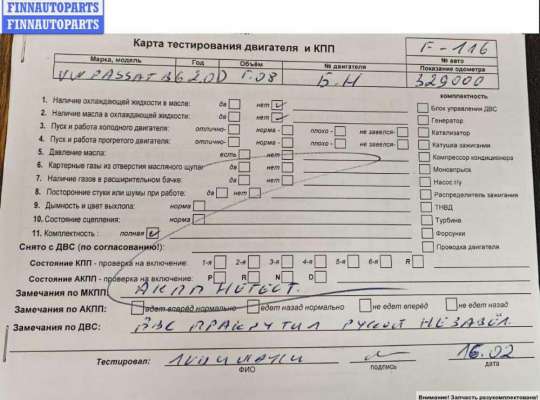 FINNAUTOPARTS
FINNAUTOPARTS
Карта тестирования двигателя и КПП
F-116
№ авто
Марка, модель Год Объём № двигателя Показание одометра
VW PASSAT B6 2.0D Г.08 Б.Н 329000
комплектность
1. Наличие охлаждающей жидкости в масле: да нет
2. Наличие масла в охлаждающей жидкости: да нет
3. Пуск и работа холодного двигателя: отлично- норма - плохо - не завелся-
4. Пуск и работа прогретого двигателя: отлично- норма - плохо - не завелся-
5. Давление масла: есть нет
6. Картерные газы из отверстия масляного щупа: да нет
7. Наличие газов в расширительном бачке: да нет
8. Посторонние стуки или шумы при работе: да нет
9. Дымность и цвет выхлопа: норма
10. Состояние сцепления: норма
11. Комплектность : полная
Блок управления ДВС
Генератор
Катализатор
Катушка зажигания
Компрессор кондиционера
Моновпрыск
Насос г/у
Распределитель зажигания
ТНВД
Турбине
Форсунки
Проводка двигателя
Снято с ДВС (по согласованию!):
Состояние КПП - проверка на включение: 1-я 2-я 3-я 4-я 5-я 6-я R
Состояние АКПП - проверка на включение: P R N D
Замечания по МКПП: АКПП НЕТЕСТ.
Замечания по АКПП: едет вперёд нормально едет назад нормально не едет вперёд не едет назад
Замечания по ДВС: ДВС ПРАКРУТИЛ РУКОЙ НЕЗАВЁЛ.
Тестировал: 16.02
ФИО подпись дата
Внимание! Запчасть разукомплектована!